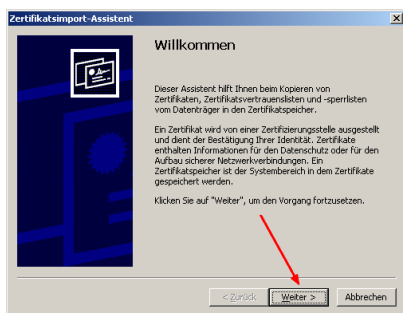 Zertifikatsimport-Assistent
Willkommen
Dieser Assistent hilft Ihnen beim Kopieren von
Zertifikaten, Zertifikatsvertrauenslisten und -sperrlisten
vom Datenträger in den Zertifikatspeicher.
Ein Zertifikat wird von einer Zertifizierungsstelle ausgestellt
und dient der Bestätigung Ihrer Identität. Zertifikate
enthalten Informationen für den Datenschutz oder für den
Aufbau sicherer Netzwerkverbindungen. Ein
Zertifikatspeicher ist der Systembereich in dem Zertifikate
gespeichert werden.
Klicken Sie auf "Weiter", um den Vorgang fortzusetzen.
< Zurück Weiter > Abbrechen